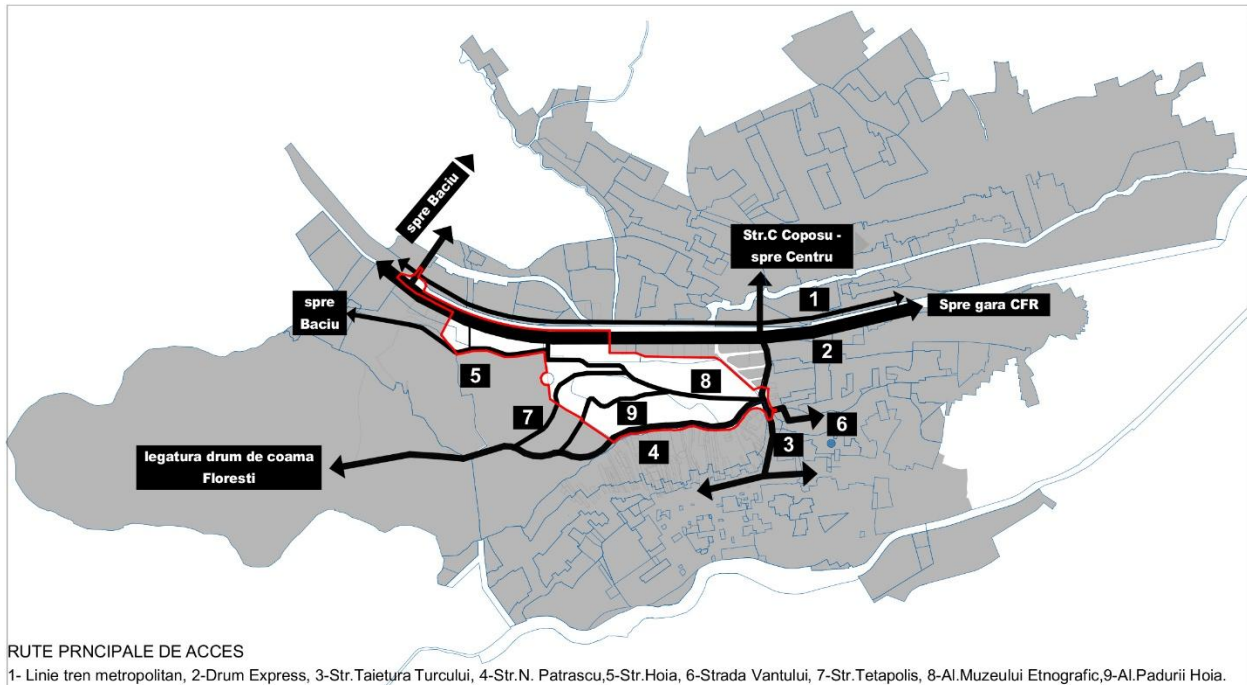 spre Baciu
Str.C Coposu -
spre Centru
1
Spre gara CFR
spre
Baciu
2
5
8
7
9
6
4
3
legatura drum de coama
Floresti
RUTE PRNCIPALE DE ACCES
1- Linie tren metropolitan, 2-Drum Express, 3-Str.Taietura Turcului, 4-Str.N. Patrascu,5-Str.Hoia, 6-Strada Vantului, 7-Str.Tetapolis, 8-Al.Muzeului Etnografic,9-Al.Padurii Hoia.